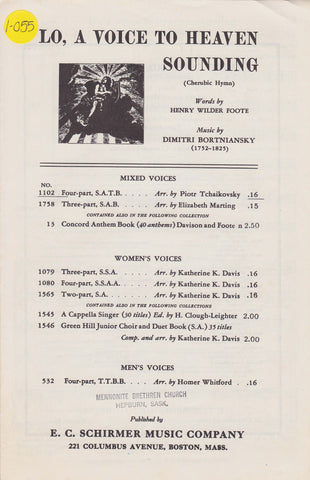 1-055
LO, A VOICE TO HEAVEN
SOUNDING
(Cherubic Hymn)
Words by
HENRY WILDER FOOTE
Music by
DIMITRI BORTNIANSKY
(1752-1825)
MIXED VOICES
NO.
1102 Four-part, S.A.T.B. . . . . Arr. by Piotr Tchaikovsky .16
1758 Three-part, S.A.B. . . . Arr. by Elizabeth Marting .15
CONTAINED ALSO IN THE FOLLOWING COLLECTION
13 Concord Anthem Book (40 anthems) Davison and Foote n 2.50
WOMEN'S VOICES
1079 Three-part, S.S.A. . . . . Arr. by Katherine K. Davis .16
1080 Four-part, S.S.A.A. . . . . Arr. by Katherine K. Davis .16
1565 Two-part, S.A. . . . . . . Arr. by Katherine K. Davis .16
CONTAINED ALSO IN THE FOLLOWING COLLECTIONS
1545 A Cappella Singer (30 titles) Ed. by H. Clough-Leighter 2.00
1546 Green Hill Junior Choir and Duet Book (S.A.) 35 titles
Comp. and arr. by Katherine K. Davis 2.00
MEN'S VOICES
532 Four-part, T.T.B.B. . . . Arr. by Homer Whitford . .16
MENNONITE BRETHREN CHURCH
HEPBURN, SASK.
Published by
E. C. SCHIRMER MUSIC COMPANY
221 COLUMBUS AVENUE, BOSTON, MASS.